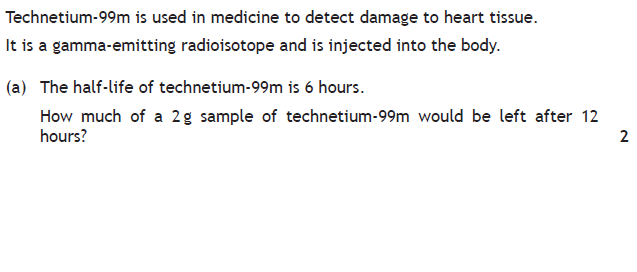 Technetium-99m is used in medicine to detect damage to heart tissue.
It is a gamma-emitting radioisotope and is injected into the body.
(a) The half-life of technetium-99m is 6 hours.
How much of a 2 g sample of technetium-99m would be left after 12
hours? 2